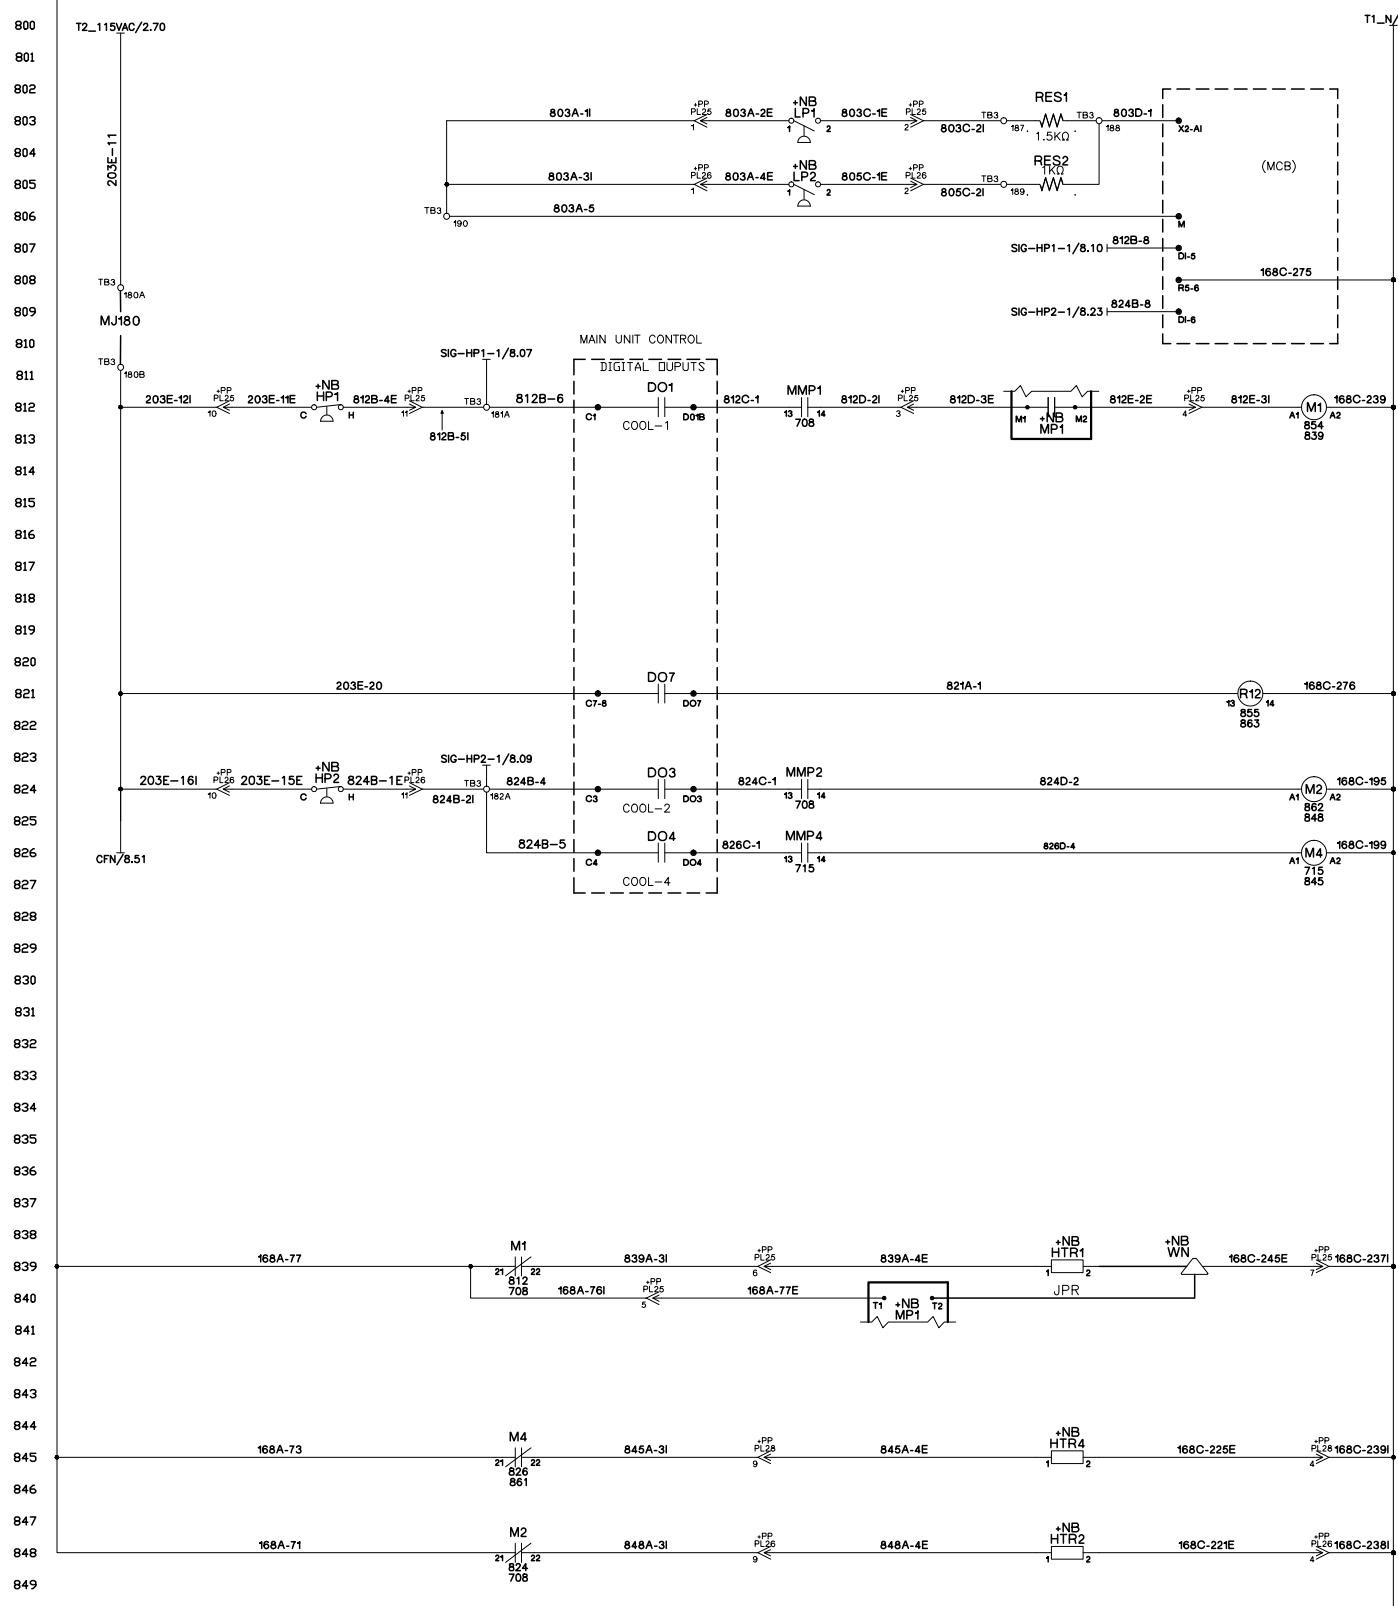 800 T2_115VAC/2.70 T1_N/
801
802
+NB RES1
803A-1I +PP PL25 1 803A-2E LP1 1 2 803C-1E +PP PL25 2 803C-2I TB3 187. 1.5KΩ . TB3 188 803D-1 X2-AI
803
804 203E-11
+NB RES2
805 803A-3I +PP PL26 1 803A-4E LP2 1 2 805C-1E +PP PL26 2 805C-2I TB3 189. 1KΩ . (MCB)
806 TB3 190 803A-5 M
807 SIG-HP1-1/8.10 812B-8 DI-5
808 TB3 180A R5-6 168C-275
809 MJ180 SIG-HP2-1/8.23 824B-8 DI-6
810 MAIN UNIT CONTROL
TB3 180B SIG-HP1-1/8.07
811 DIGITAL OUPUTS
812 203E-12I +PP PL25 10 203E-11E +NB HP1 C H 812B-4E +PP PL25 11 TB3 181A 812B-6 C1 DO1 D01B 812C-1 MMP1 13 14 708 812D-2I +PP PL25 3 812D-3E M1 +NB MP1 M2 812E-2E +PP PL25 4 812E-3I A1 M1 A2 168C-239
812B-5I COOL-1 854
813 839
814
815
816
817
818
819
820
821 203E-20 C7-8 DO7 DO7 821A-1 13 R12 14 168C-276
855
822 863
823 SIG-HP2-1/8.09
824 203E-16I +PP PL26 10 203E-15E +NB HP2 C H 824B-1E +PP PL26 11 824B-2I TB3 182A 824B-4 C3 DO3 DO3 824C-1 MMP2 13 14 708 824D-2 A1 M2 A2 168C-195
COOL-2 862
825 848
826 CFN/8.51 824B-5 C4 DO4 DO4 826C-1 MMP4 13 14 715 826D-4 A1 M4 A2 168C-199
715
827 COOL-4 845
828
829
830
831
832
833
834
835
836
837
838
839 168A-77 M1 21 22 812 708 839A-3I +PP PL25 6 839A-4E +NB HTR1 1 2 +NB WN 168C-245E +PP PL25 7 168C-237I
840 168A-76I +PP PL25 5 168A-77E T1 +NB MP1 T2 JPR
841
842
843
844
845 168A-73 M4 21 22 826 861 845A-3I +PP PL28 9 845A-4E +NB HTR4 1 2 168C-225E +PP PL28 4 168C-239I
846
847
848 168A-71 M2 21 22 824 708 848A-3I +PP PL26 9 848A-4E +NB HTR2 1 2 168C-221E +PP PL26 4 168C-238I
849